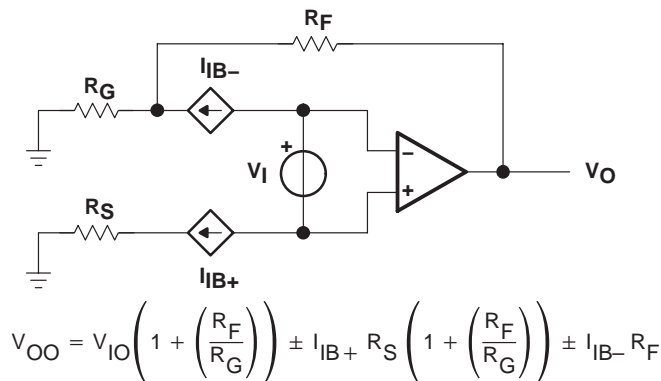 RF
IIB–
RG
+
VI
–
+
VO
RS
IIB+
VOO = VIO(1 + (RF/RG)) ± IIB+ RS(1 + (RF/RG)) ± IIB– RF